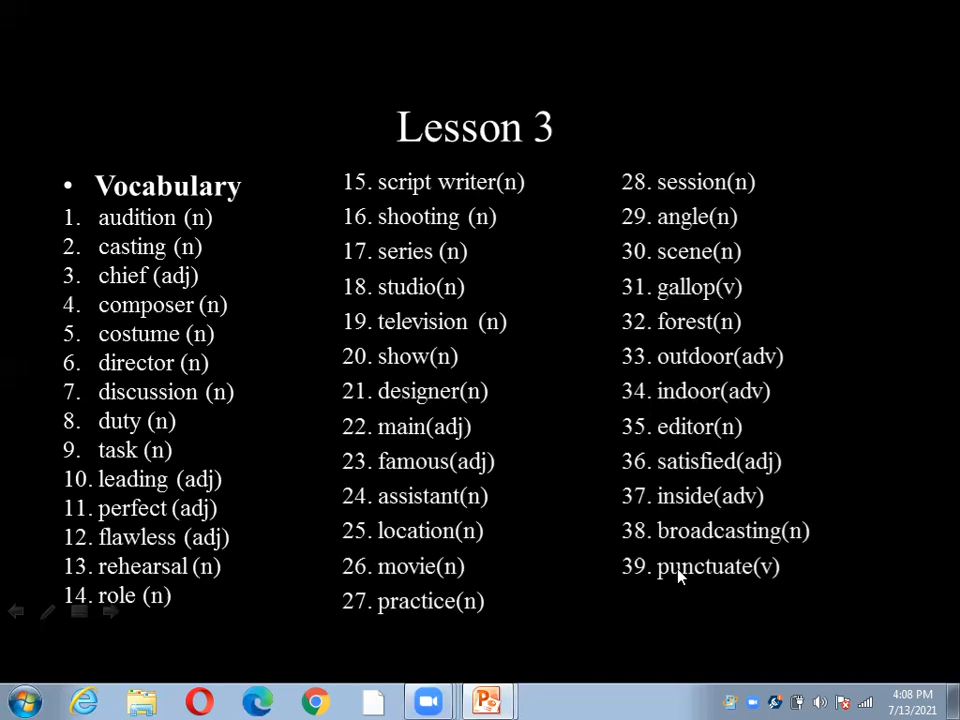 Lesson 3
• Vocabulary
1. audition (n)
2. casting (n)
3. chief (adj)
4. composer (n)
5. costume (n)
6. director (n)
7. discussion (n)
8. duty (n)
9. task (n)
10. leading (adj)
11. perfect (adj)
12. flawless (adj)
13. rehearsal (n)
14. role (n)
15. script writer(n)
16. shooting (n)
17. series (n)
18. studio(n)
19. television (n)
20. show(n)
21. designer(n)
22. main(adj)
23. famous(adj)
24. assistant(n)
25. location(n)
26. movie(n)
27. practice(n)
28. session(n)
29. angle(n)
30. scene(n)
31. gallop(v)
32. forest(n)
33. outdoor(adv)
34. indoor(adv)
35. editor(n)
36. satisfied(adj)
37. inside(adv)
38. broadcasting(n)
39. punctuate(v)
4:08 PM
7/13/2021